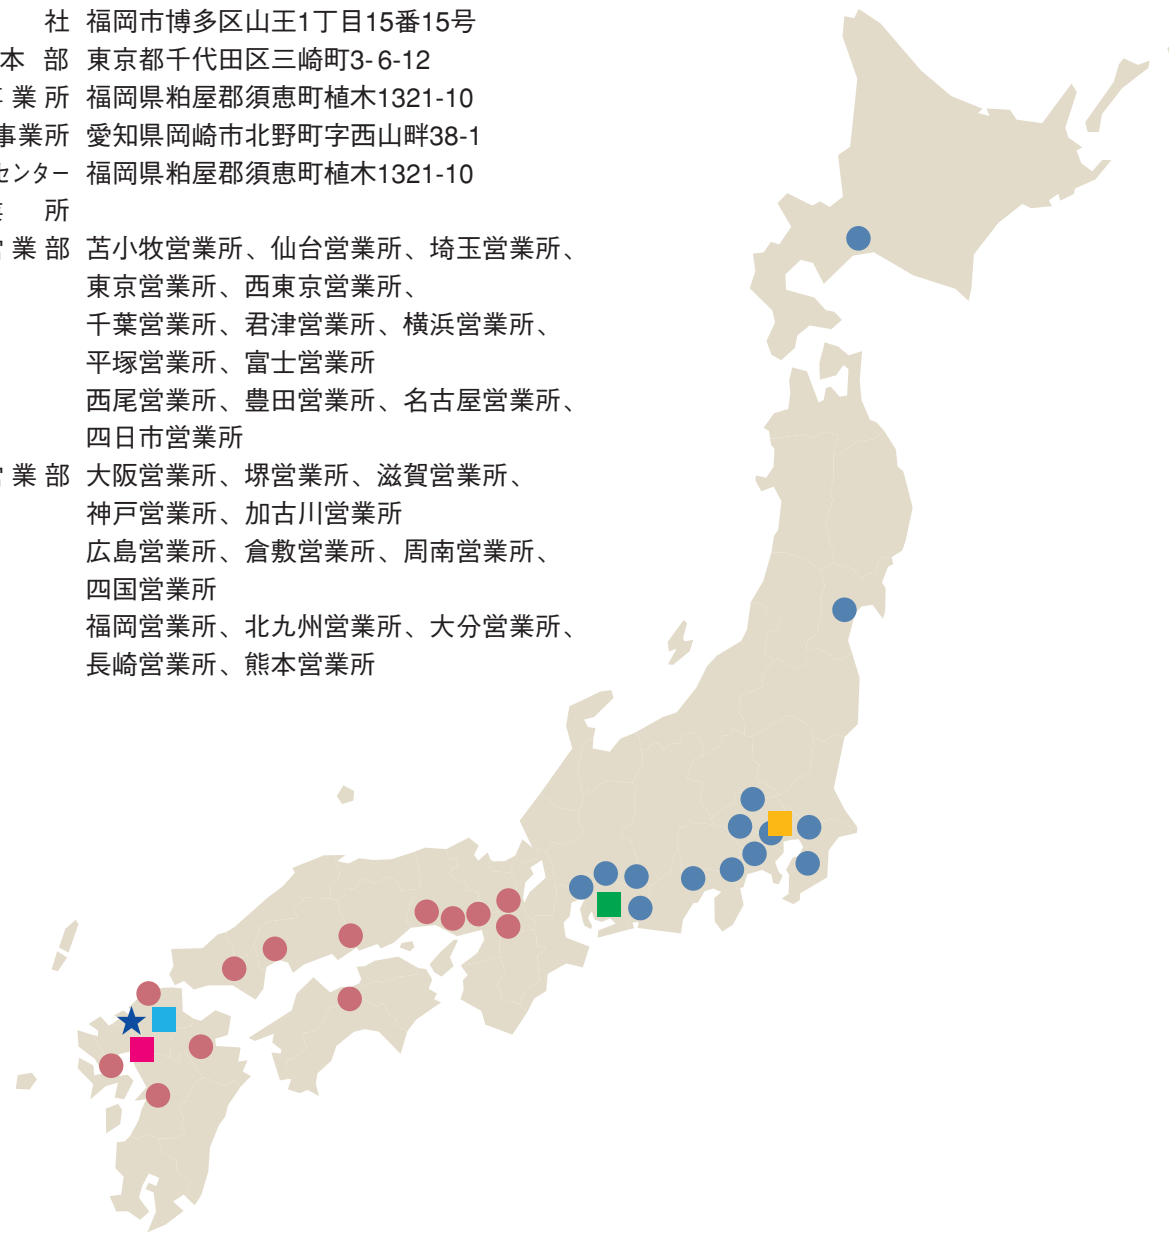 社 福岡市博多区山王1丁目15番15号
本 部 東京都千代田区三崎町3-6-12
業 所 福岡県粕屋郡須恵町植木1321-10
事業所 愛知県岡崎市北野町字西山畔38-1
センター 福岡県粕屋郡須恵町植木1321-10
所
業 部 苫小牧営業所、仙台営業所、埼玉営業所、
東京営業所、西東京営業所、
千葉営業所、君津営業所、横浜営業所、
平塚営業所、富士営業所
西尾営業所、豊田営業所、名古屋営業所、
四日市営業所
業 部 大阪営業所、堺営業所、滋賀営業所、
神戸営業所、加古川営業所
広島営業所、倉敷営業所、周南営業所、
四国営業所
福岡営業所、北九州営業所、大分営業所、
長崎営業所、熊本営業所